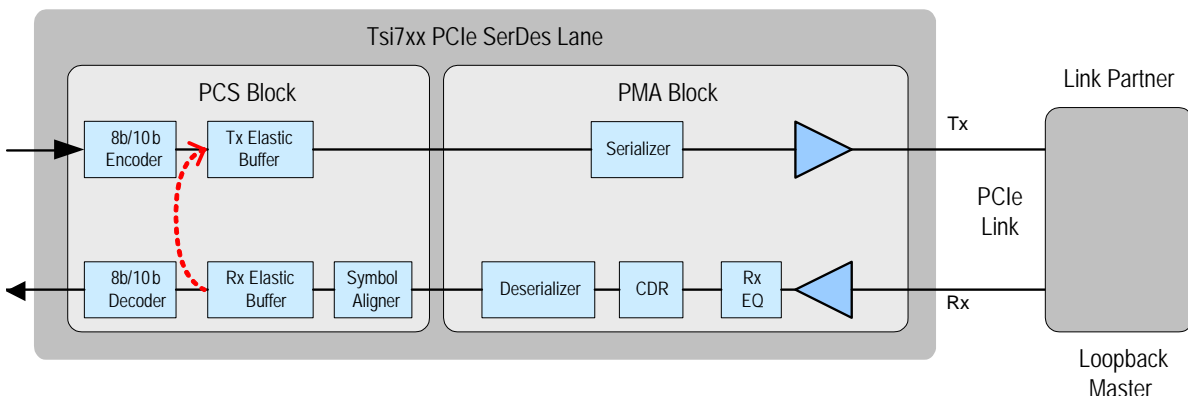 Tsi7xx PCIe SerDes Lane
PCS Block
PMA Block
Link Partner
8b/10b
Encoder
Tx Elastic
Buffer
Serializer
Tx
PCIe
Link
8b/10b
Decoder
Rx Elastic
Buffer
Symbol
Aligner
Deserializer
CDR
Rx
EQ
Rx
Loopback
Master